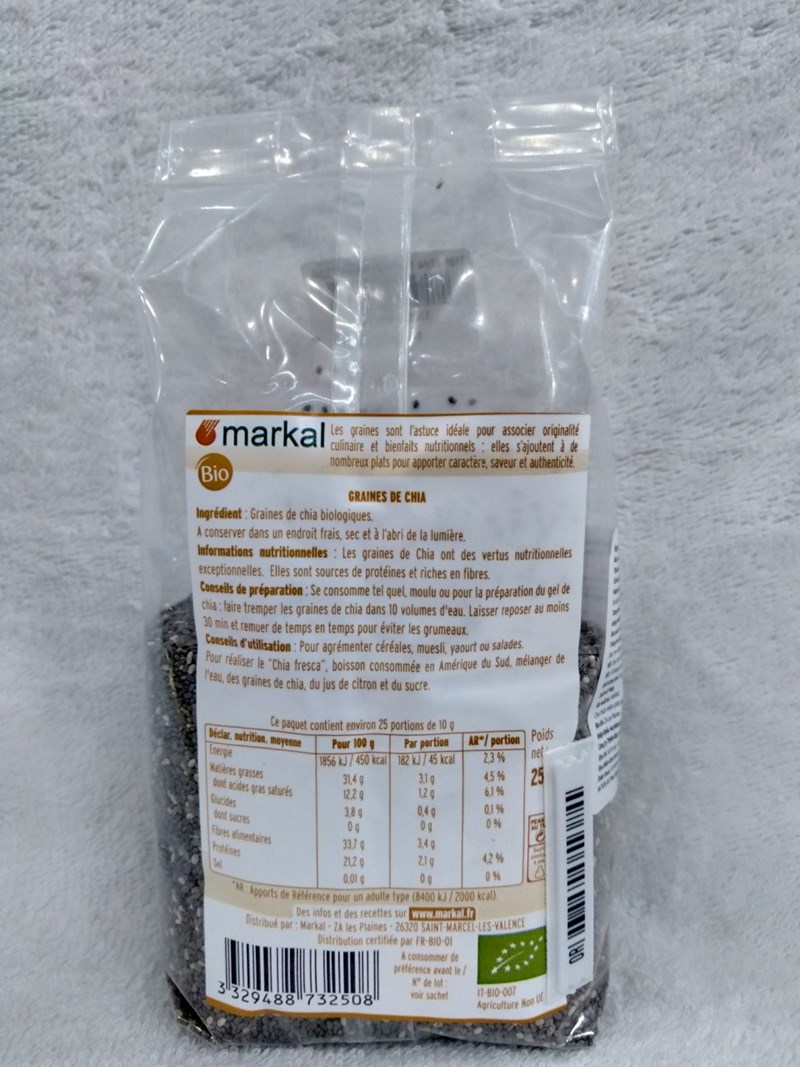 markal
Les graines sont l'astuce idéale pour associer originalité
culinaire et bienfaits nutritionnels : elles s'ajoutent à de
nombreux plats pour apporter caractère, saveur et authenticité.
Bio
GRAINES DE CHIA
Ingrédient : Graines de chia biologiques.
A conserver dans un endroit frais, sec et à l'abri de la lumière.
Informations nutritionnelles : Les graines de Chia ont des vertus nutritionnelles
exceptionnelles. Elles sont sources de protéines et riches en fibres.
Conseils de préparation : Se consomme tel quel, moulu ou pour la préparation du gel de
chia : faire tremper les graines de chia dans 10 volumes d'eau. Laisser reposer au moins
30 min et remuer de temps en temps pour éviter les grumeaux.
Conseils d'utilisation : Pour agrémenter céréales, muesli, yaourt ou salades.
Pour réaliser le "Chia fresca", boisson consommée en Amérique du Sud, mélanger de
l'eau, des graines de chia, du jus de citron et du sucre.
Ce paquet contient environ 25 portions de 10 g
Déclar. nutrition. moyenne Pour 100 g Par portion AR*/ portion
Energie 1856 kJ / 450 kcal 182 kJ / 45 kcal 2,3 %
Matières grasses 31,4 g 3,1 g 4,5 %
dont acides gras saturés 12,2 g 1,2 g 6,1 %
Glucides 3,8 g 0,4 g 0,1 %
dont sucres 0 g 0 g 0 %
Fibres alimentaires 33,7 g 3,4 g
Protéines 21,2 g 2,1 g 4,2 %
Sel 0,01 g 0 g 0 %
Poids
net
25
*AR : Apports de Référence pour un adulte type (8400 kJ / 2000 kcal).
Des infos et des recettes sur www.markal.fr
Distribué par : Markal - ZA les Plaines - 26320 SAINT-MARCEL-LES-VALENCE
Distribution certifiée par FR-BIO-01
A consommer de
préférence avant le /
N° de lot :
voir sachet
3 329488 732508
IT-BIO-007
Agriculture Non UE
ORI